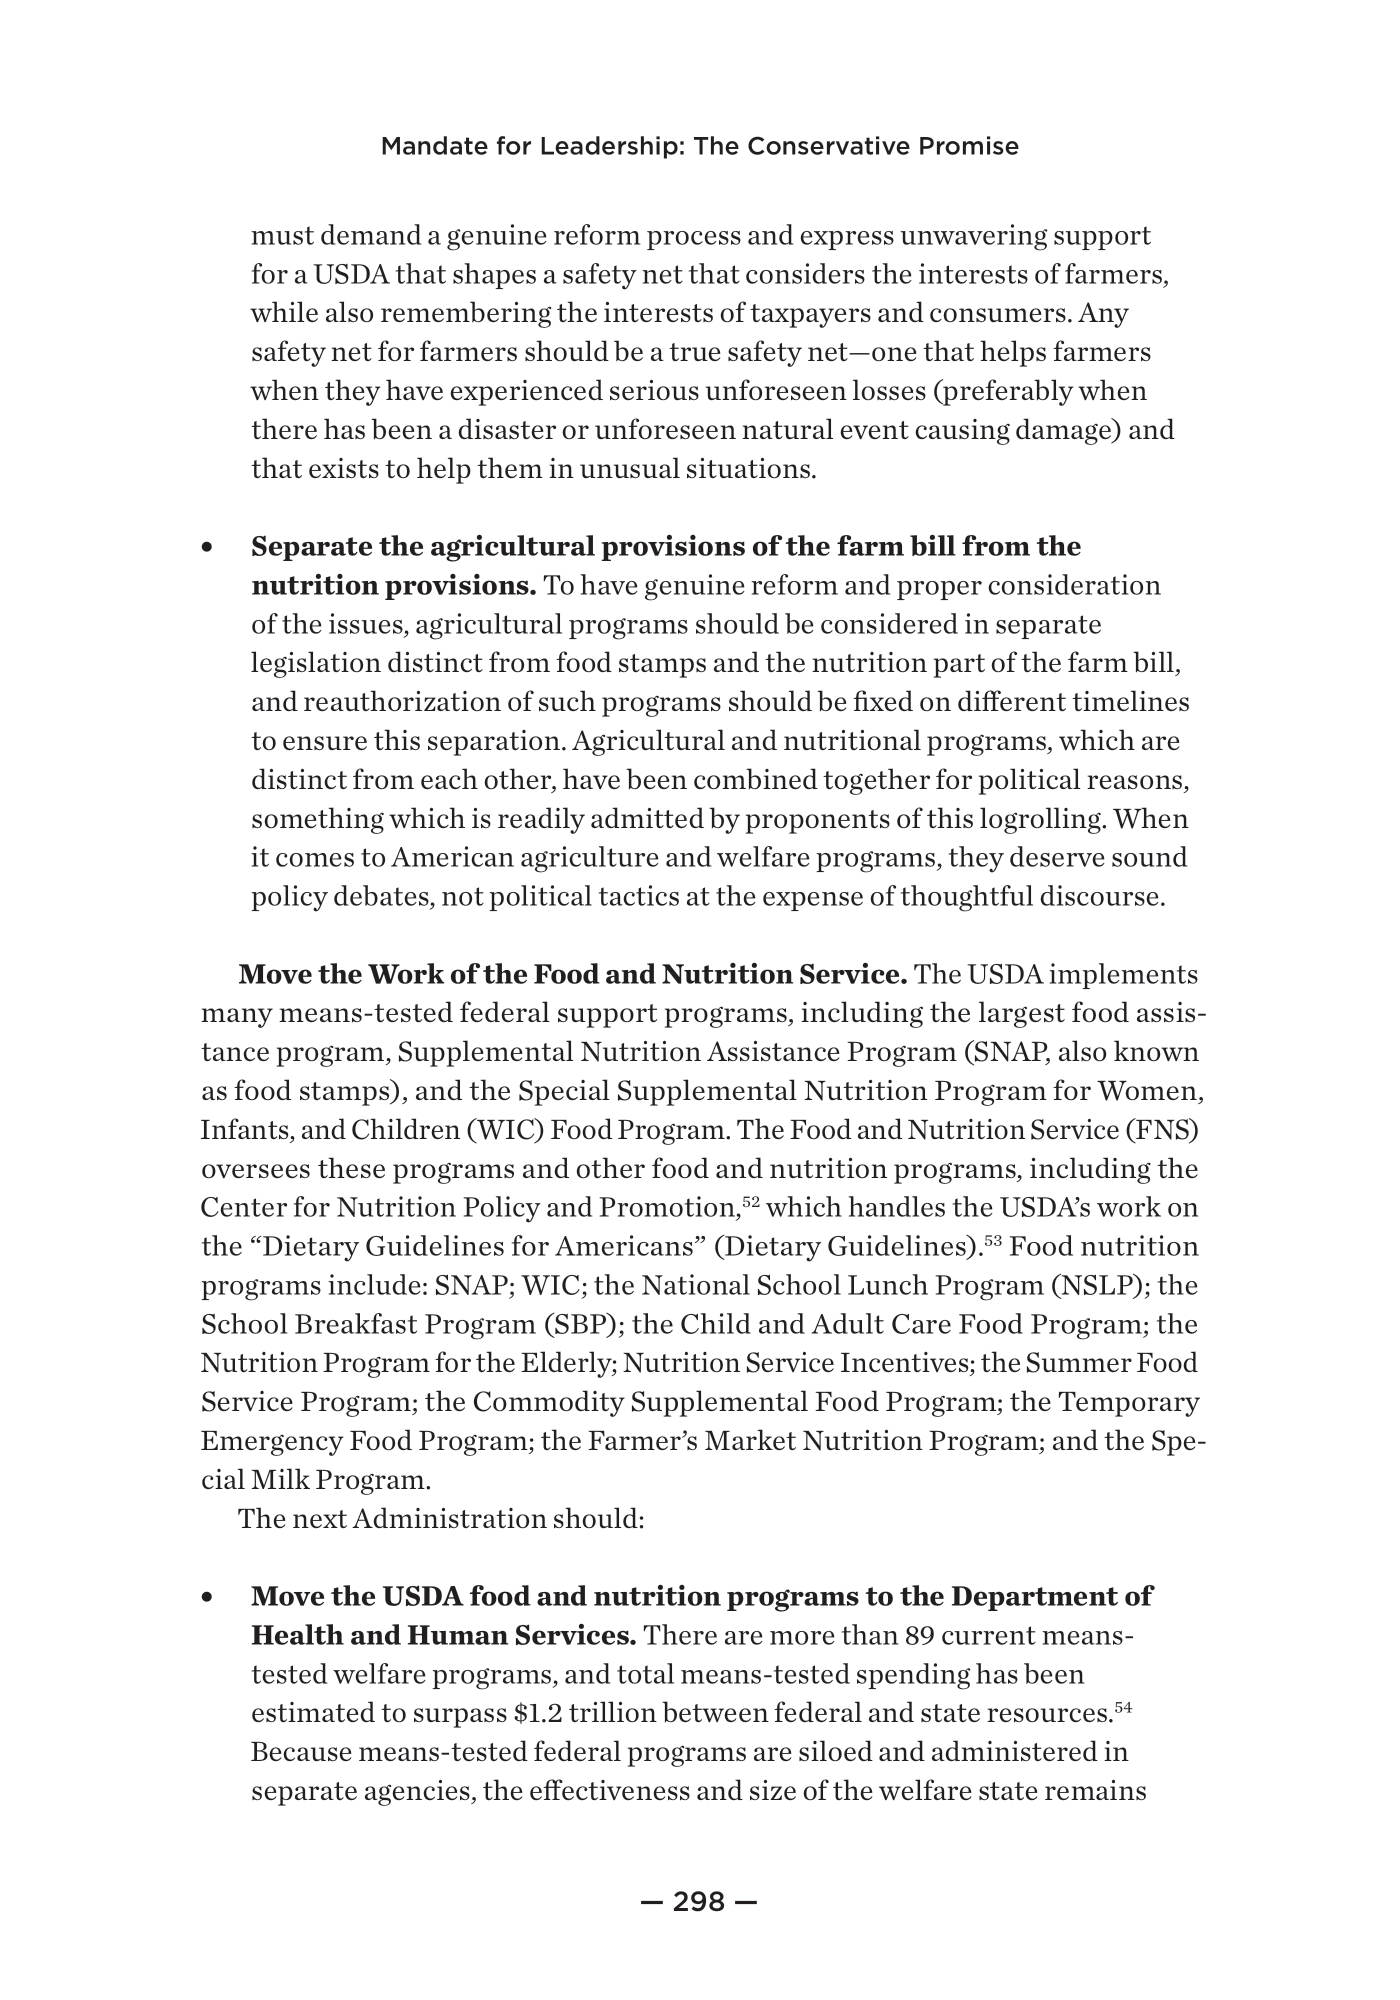 Mandate for Leadership: The Conservative Promise
must demand a genuine reform process and express unwavering support
for a USDA that shapes a safety net that considers the interests of farmers,
while also remembering the interests of taxpayers and consumers. Any
safety net for farmers should be a true safety net—one that helps farmers
when they have experienced serious unforeseen losses (preferably when
there has been a disaster or unforeseen natural event causing damage) and
that exists to help them in unusual situations.
• Separate the agricultural provisions of the farm bill from the
nutrition provisions. To have genuine reform and proper consideration
of the issues, agricultural programs should be considered in separate
legislation distinct from food stamps and the nutrition part of the farm bill,
and reauthorization of such programs should be fixed on different timelines
to ensure this separation. Agricultural and nutritional programs, which are
distinct from each other, have been combined together for political reasons,
something which is readily admitted by proponents of this logrolling. When
it comes to American agriculture and welfare programs, they deserve sound
policy debates, not political tactics at the expense of thoughtful discourse.
Move the Work of the Food and Nutrition Service. The USDA implements
many means-tested federal support programs, including the largest food assis-
tance program, Supplemental Nutrition Assistance Program (SNAP, also known
as food stamps), and the Special Supplemental Nutrition Program for Women,
Infants, and Children (WIC) Food Program. The Food and Nutrition Service (FNS)
oversees these programs and other food and nutrition programs, including the
Center for Nutrition Policy and Promotion,⁵² which handles the USDA’s work on
the “Dietary Guidelines for Americans” (Dietary Guidelines).⁵³ Food nutrition
programs include: SNAP; WIC; the National School Lunch Program (NSLP); the
School Breakfast Program (SBP); the Child and Adult Care Food Program; the
Nutrition Program for the Elderly; Nutrition Service Incentives; the Summer Food
Service Program; the Commodity Supplemental Food Program; the Temporary
Emergency Food Program; the Farmer’s Market Nutrition Program; and the Spe-
cial Milk Program.
The next Administration should:
• Move the USDA food and nutrition programs to the Department of
Health and Human Services. There are more than 89 current means-
tested welfare programs, and total means-tested spending has been
estimated to surpass $1.2 trillion between federal and state resources.⁵⁴
Because means-tested federal programs are siloed and administered in
separate agencies, the effectiveness and size of the welfare state remains
— 298 —